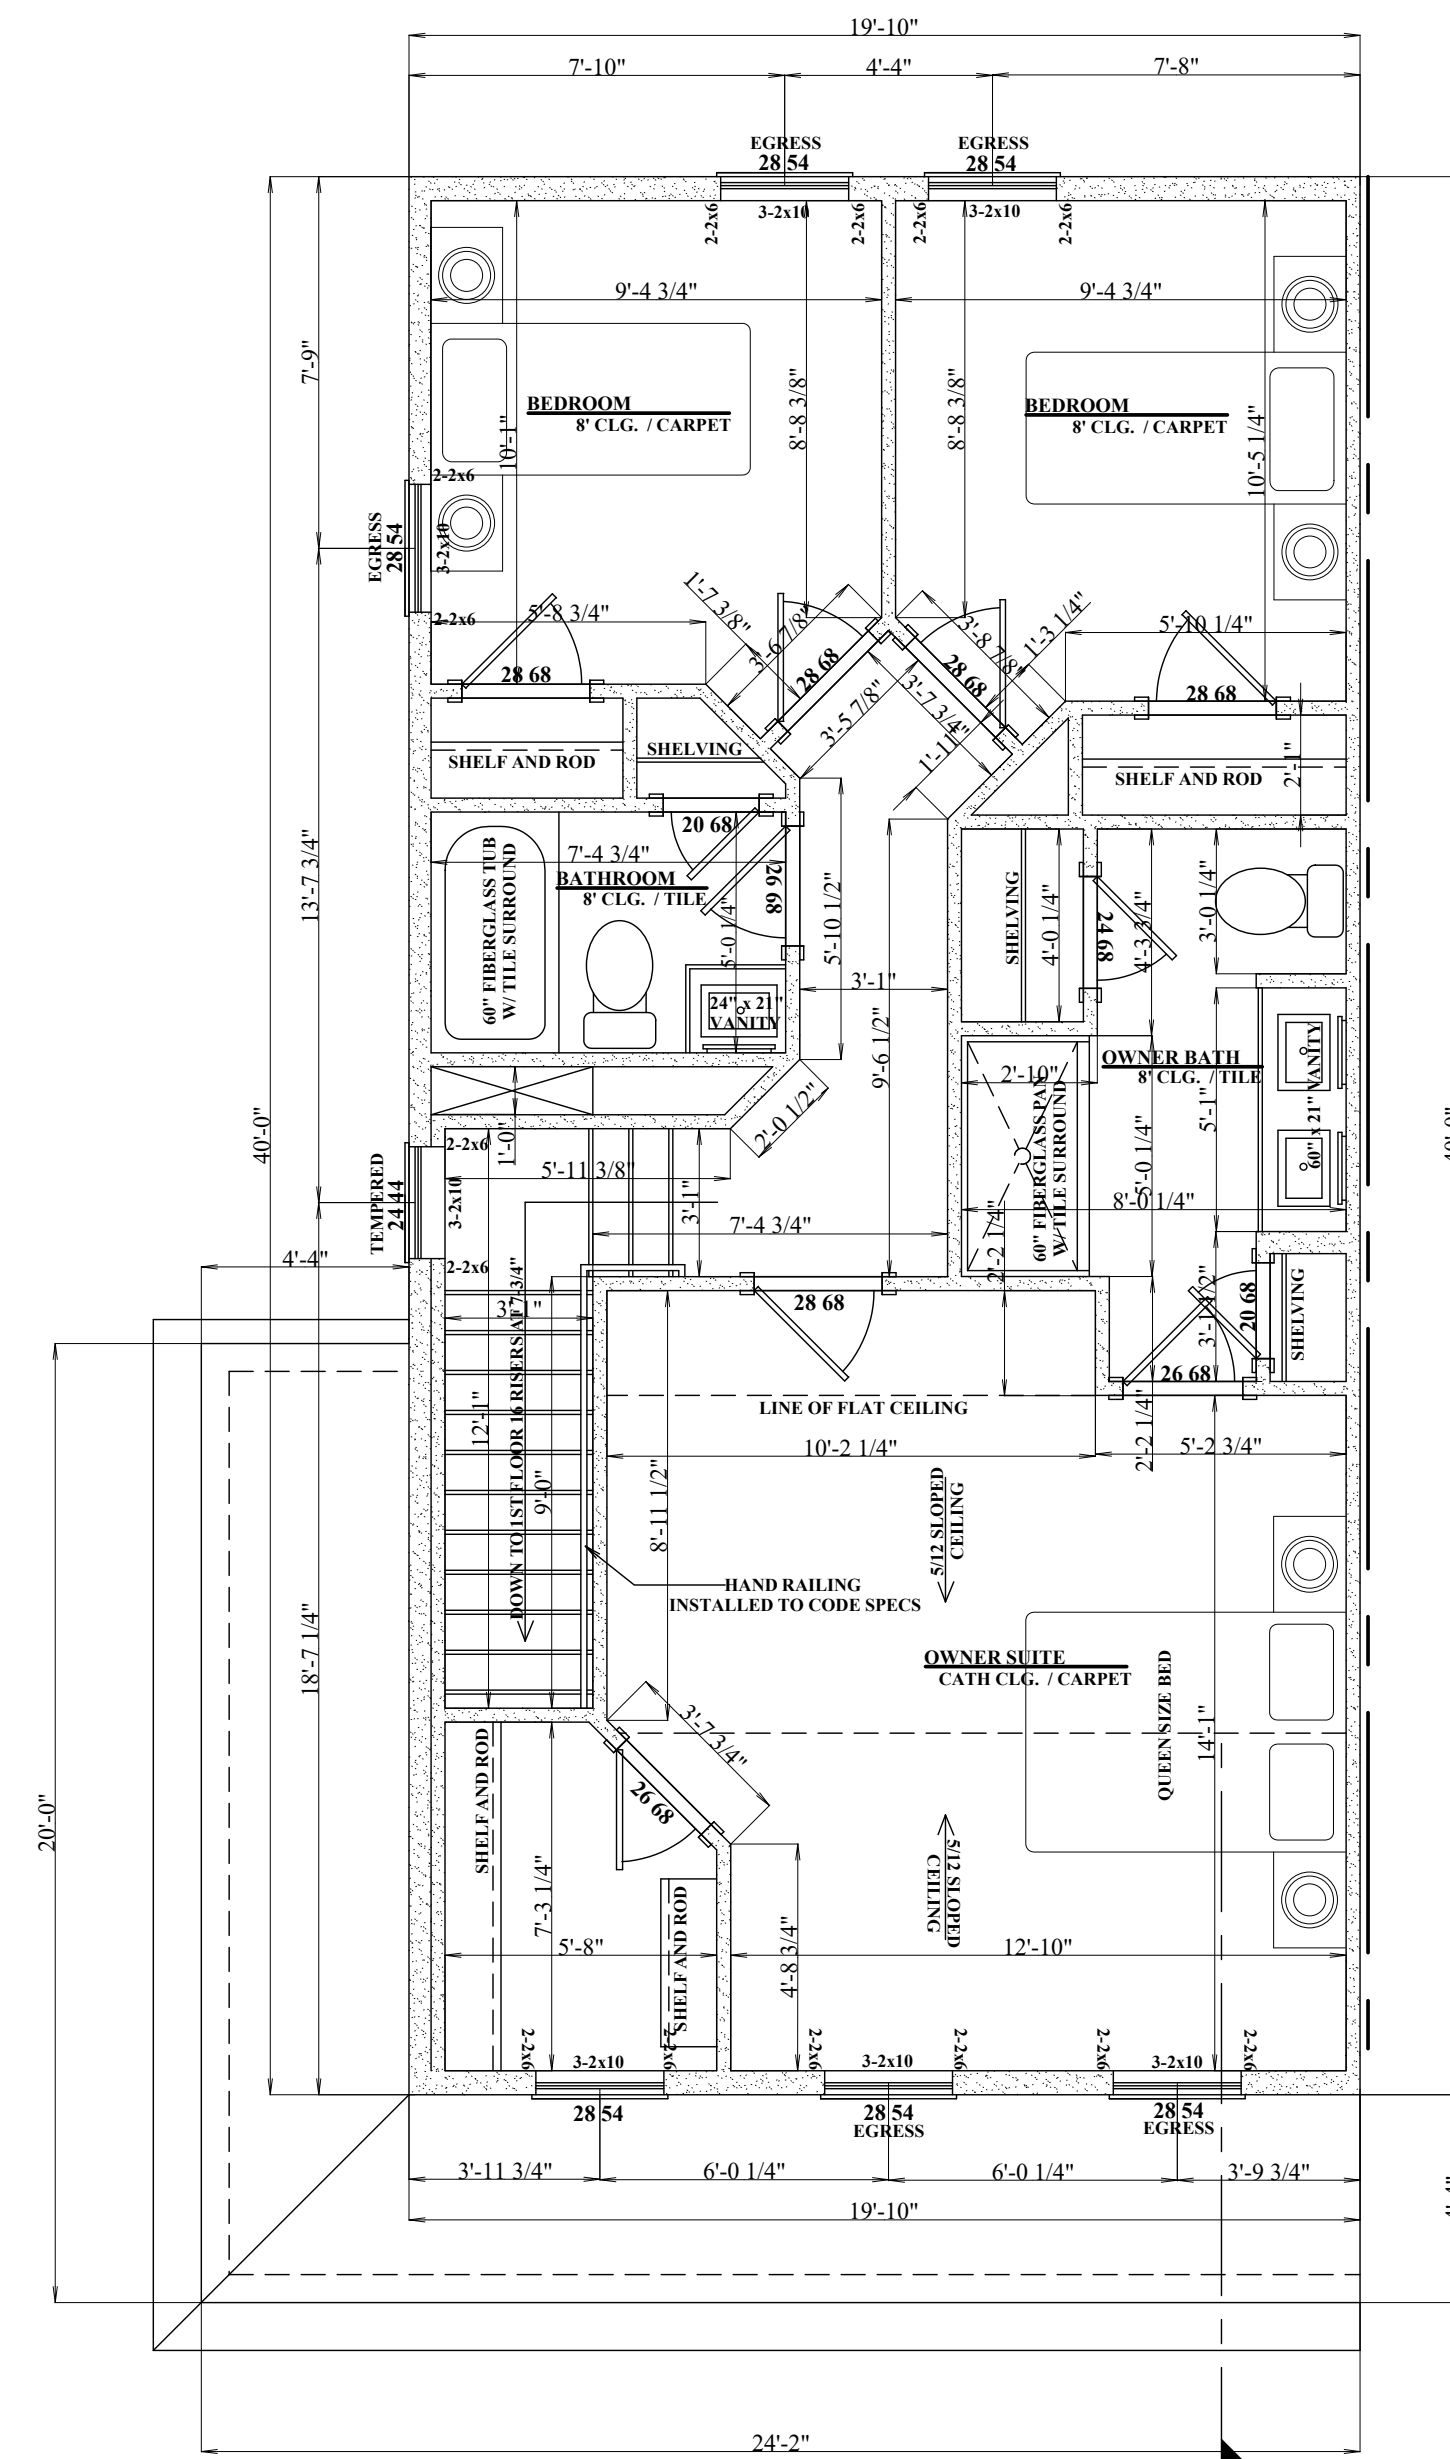 19'-10"
7'-10"
4'-4"
7'-8"
EGRESS
28 54
EGRESS
28 54
2-2x6
3-2x10
2-2x6
2-2x6
3-2x10
2-2x6
9'-4 3/4"
9'-4 3/4"
7'-9"
8'-8 3/8"
8'-8 3/8"
BEDROOM
8' CLG. / CARPET
10'-1"
BEDROOM
8' CLG. / CARPET
10'-5 1/4"
2-2x6
EGRESS
28 54
3-2x10
2-2x6
5'-8 3/4"
1'-7 3/8"
3'-6 7/8"
28 68
28 68
3'-8 7/8"
1'-3 1/4"
5'-10 1/4"
28 68
28 68
3'-5 7/8"
3'-7 3/4"
1'-11"
SHELF AND ROD
SHELVING
SHELF AND ROD
2'-1"
20 68
7'-4 3/4"
BATHROOM
8' CLG. / TILE
60" FIBERGLASS TUB
W/ TILE SURROUND
26 68
5'-0 1/4"
5'-10 1/2"
24" x 21"
VANITY
3'-1"
9'-6 1/2"
13'-7 3/4"
SHELVING
4'-0 1/4"
24 68
4'-3 3/4"
3'-0 1/4"
OWNER BATH
8' CLG. / TILE
2'-10"
60" FIBERGLASS PAN
W/ TILE SURROUND
5'-0 1/4"
5'-1"
60" x 21" VANITY
8'-0 1/4"
40'-0"
40'-0"
1'-0"
2'-0 1/2"
2-2x6
TEMPERED
24 44
3-2x10
2-2x6
5'-11 3/8"
3'-1"
7'-4 3/4"
2'-2 1/4"
4'-4"
3'-1"
28 68
3'-1 1/2"
20 68
SHELVING
26 68
LINE OF FLAT CEILING
10'-2 1/4"
2'-2 1/4"
5'-2 3/4"
12'-1"
DOWN TO 1ST FLOOR 16 RISERS AT 7-3/4"
9'-0"
8'-11 1/2"
5/12 SLOPED
CEILING
HAND RAILING
INSTALLED TO CODE SPECS
18'-7 1/4"
OWNER SUITE
CATH CLG. / CARPET
QUEEN SIZE BED
14'-1"
3'-7 3/4"
26 68
SHELF AND ROD
20'-0"
7'-3 1/4"
5'-8"
SHELF AND ROD
4'-8 3/4"
5/12 SLOPED
CEILING
12'-10"
2-2x6
3-2x10
2-2x6
2-2x6
3-2x10
2-2x6
2-2x6
3-2x10
2-2x6
28 54
28 54
EGRESS
28 54
EGRESS
3'-11 3/4"
6'-0 1/4"
6'-0 1/4"
3'-9 3/4"
4'-4"
19'-10"
24'-2"